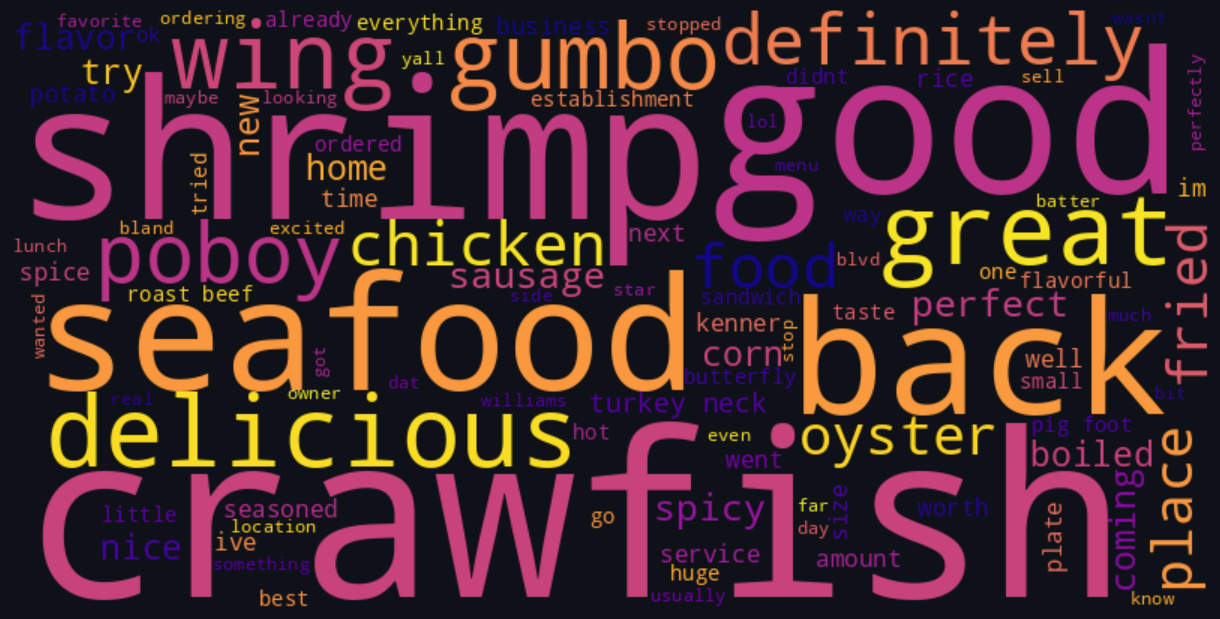 favorite
ordering
already
everything
business
stopped
definitely
wasnt
flavor
ok
wing
gumbo
try
yall
didnt
rice
sell
perfectly
potato
maybe
looking
establishment
good
new
shrimp
lol
ordered
home
menu
tried
time
im
batter
bland
excited
chicken
next
way
great
lunch
poboy
food
blvd
fried
spice
sausage
one
flavorful
roast beef
side
star
sandwich
perfect
wanted
seafood
kenner
stop
taste
back
much
got
corn
well
small
butterfly
dat
bit
real
owner
williams
turkey neck
delicious
hot
even
oyster
pig foot
went
boiled
place
crawfish
little
seasoned
location
go
spicy
far
size
worth
plate
coming
nice
ive
day
something
service
amount
huge
best
usually
know